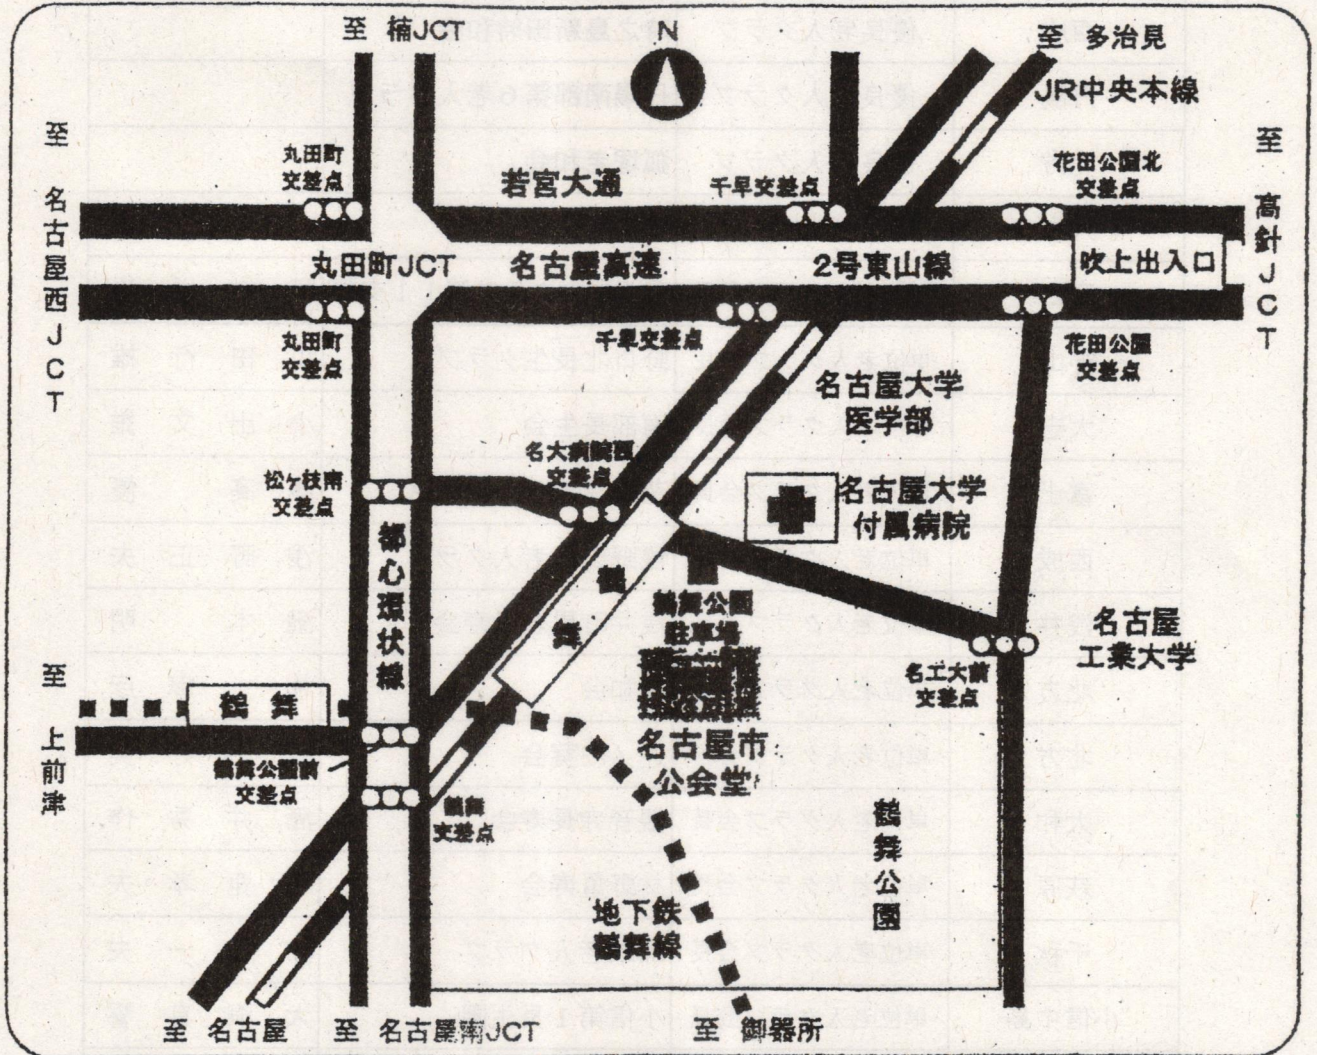 至 楠JCT
N
至 多治見
JR中央本線
至 名古屋西JCT
丸田町
交差点
若宮大通
千早交差点
花田公園北
交差点
至 高針JCT
丸田町JCT
名古屋高速
2号東山線
吹上出入口
丸田町
交差点
千早交差点
花田公園
交差点
名古屋大学
医学部
名大病院西
交差点
松ヶ枝南
交差点
名古屋大学
付属病院
都心環状線
鶴舞
鶴舞公園
駐車場
名古屋
工業大学
名工大前
交差点
至 上前津
鶴舞
名古屋市
公会堂
鶴舞公園前
交差点
鶴舞
交差点
鶴舞公園
地下鉄
鶴舞線
至 名古屋
至 名古屋南JCT
至 御器所